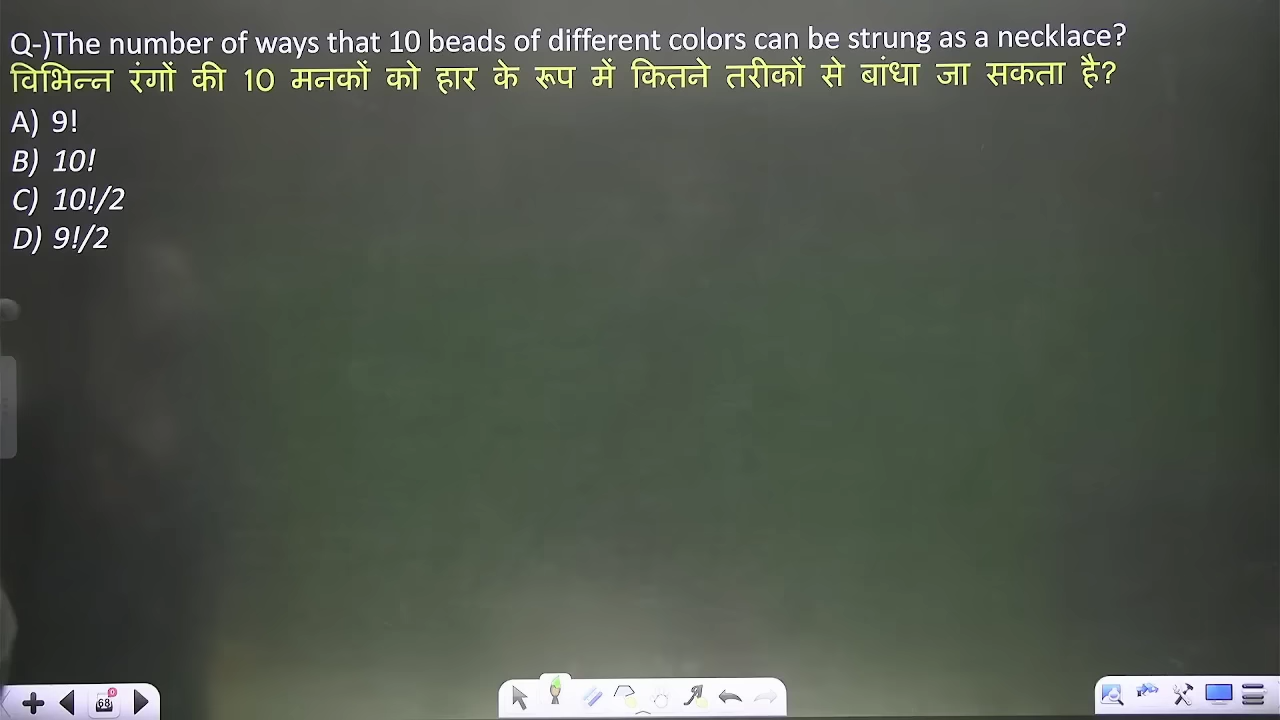 Q-)The number of ways that 10 beads of different colors can be strung as a necklace?
विभिन्न रंगों की 10 मनकों को हार के रूप में कितने तरीकों से बांधा जा सकता है?
A) 9!
B) 10!
C) 10!/2
D) 9!/2
68